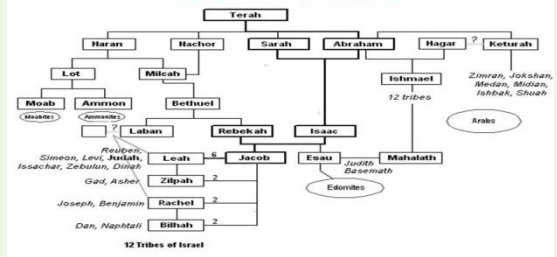 Terah
Haran Nachor Sarah Abraham Hagar ? Keturah
Lot Milcah Ishmael
Zimran, Jokshan,
Medan, Midian,
Ishbak, Shuah
Moab Ammon Bethuel 12 tribes
Moabites Ammonites
Arabs
? Laban Rebekah Isaac
Reuben,
Simeon, Levi, Judah,
Issachar, Zebulun, Dinah
Leah 6 Jacob Esau Judith
Basemath
Mahalath
Gad, Asher Zilpah 2
Edomites
Joseph, Benjamin Rachel 2
Dan, Naphtali Bilhah 2
12 Tribes of Israel